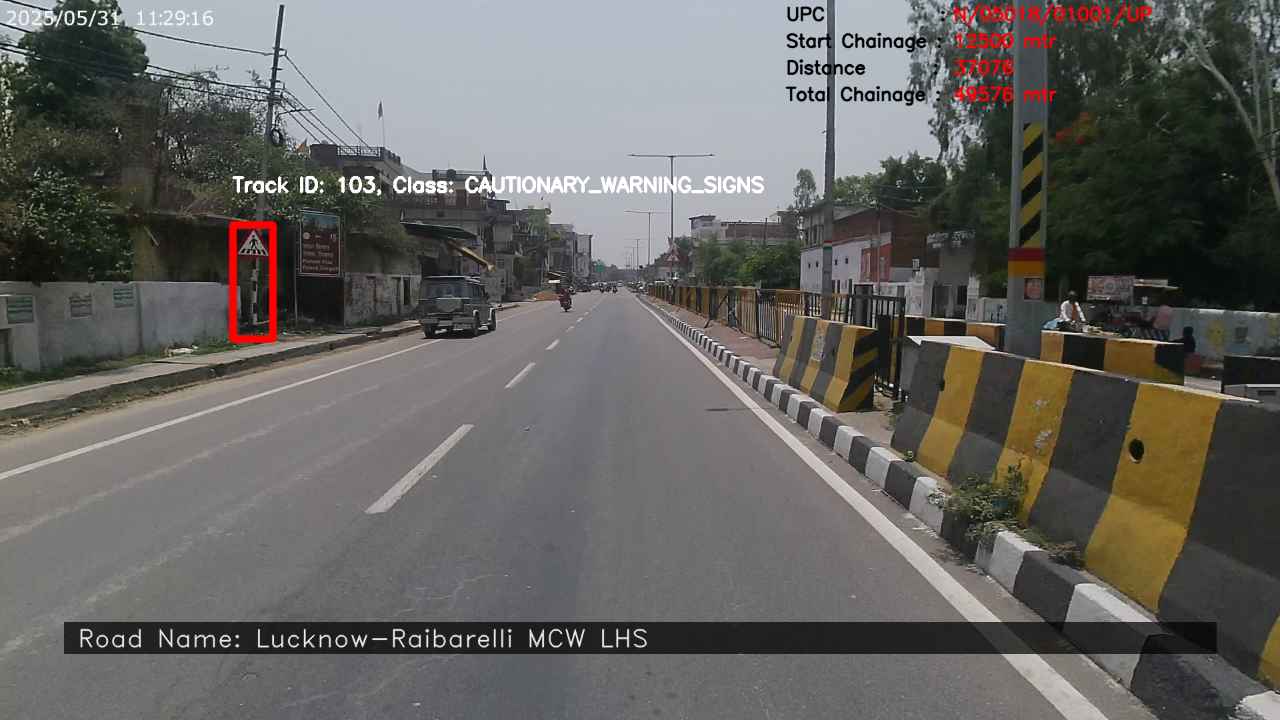 2025/05/31 11:29:16
UPC : N/05018/01001/UP
Start Chainage : 12500 mtr
Distance : 37076
Total Chainage : 49576 mtr
Track ID: 103, Class: CAUTIONARY_WARNING_SIGNS
Road Name: Lucknow-Raibarelli MCW LHS